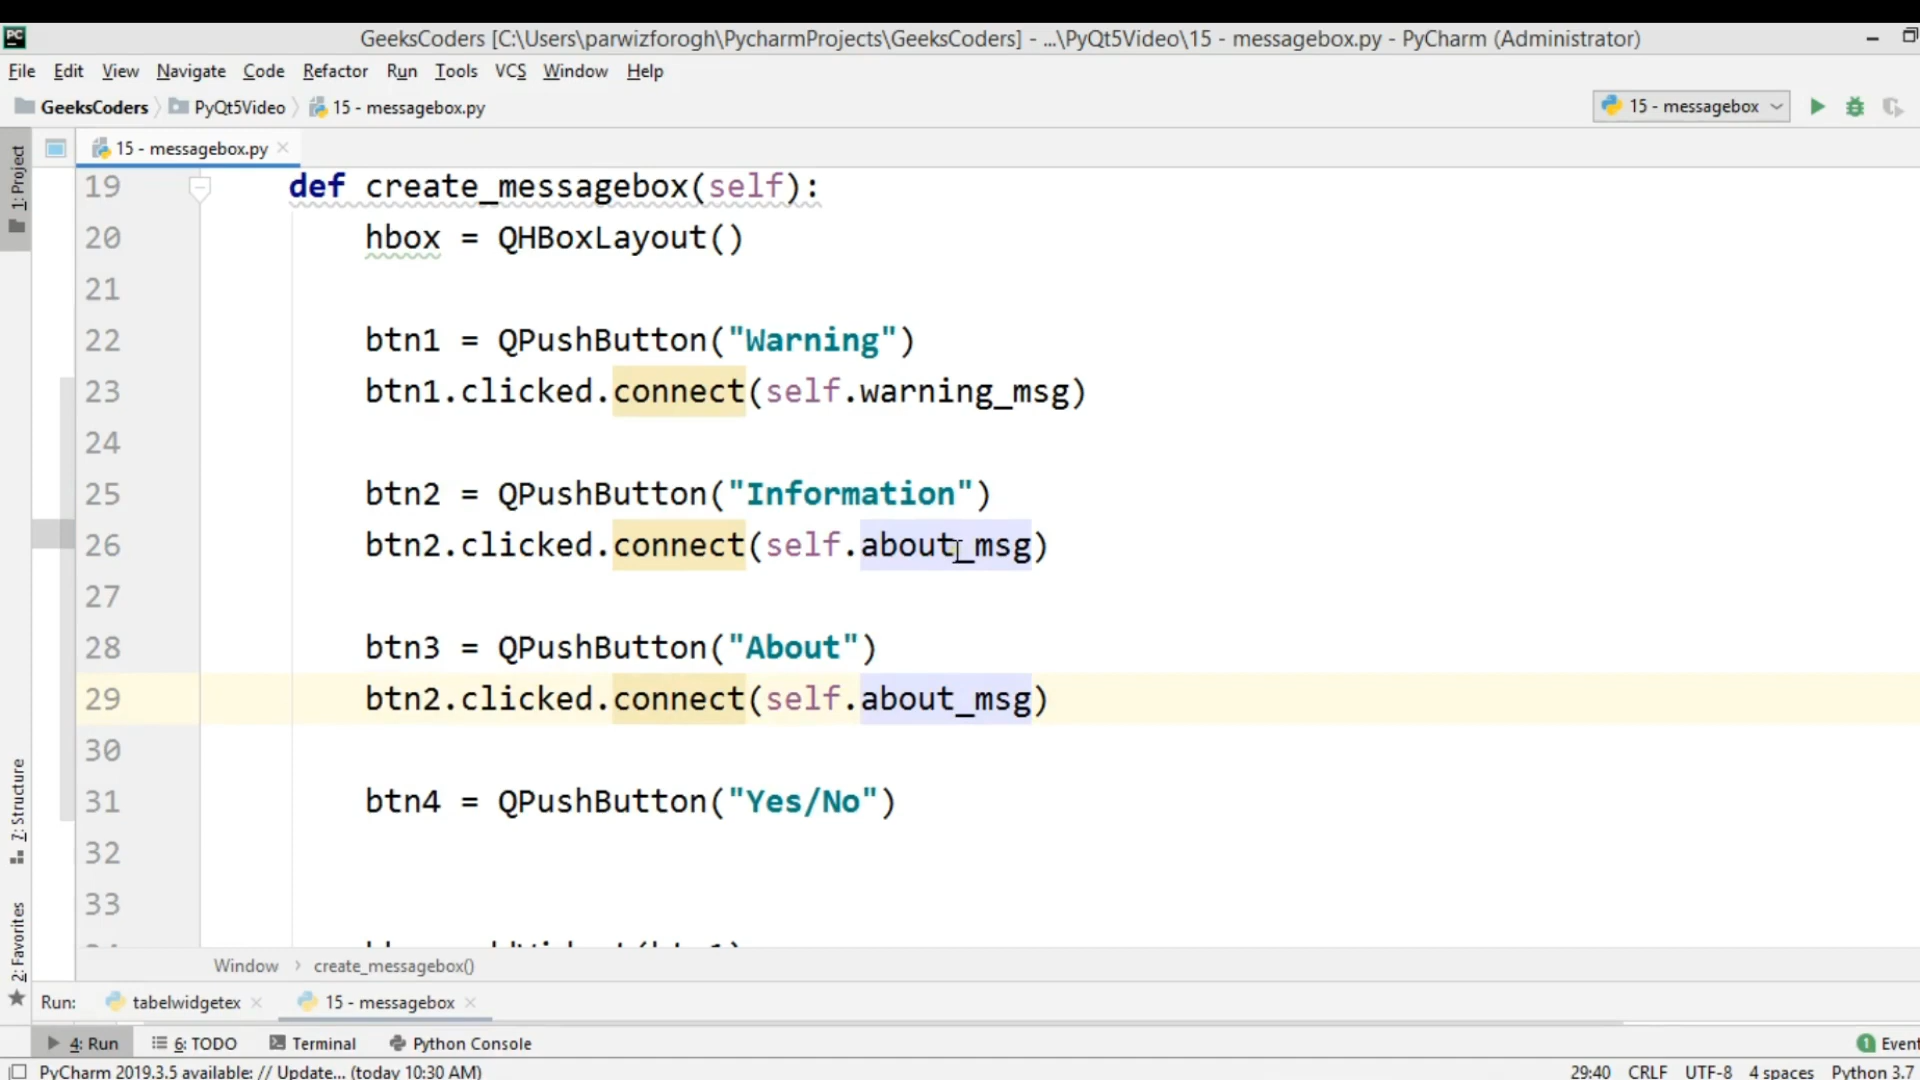 PC GeeksCoders [C:\Users\parwizforogh\PycharmProjects\GeeksCoders] - ...\PyQt5Video\15 - messagebox.py - PyCharm (Administrator)
File Edit View Navigate Code Refactor Run Tools VCS Window Help
GeeksCoders PyQt5Video 15 - messagebox.py 15 - messagebox
1: Project
15 - messagebox.py
19 def create_messagebox(self):
20 hbox = QHBoxLayout()
21
22 btn1 = QPushButton("Warning")
23 btn1.clicked.connect(self.warning_msg)
24
25 btn2 = QPushButton("Information")
26 btn2.clicked.connect(self.about_msg)
27
28 btn3 = QPushButton("About")
29 btn2.clicked.connect(self.about_msg)
30
31 btn4 = QPushButton("Yes/No")
32
33
7: Structure
2: Favorites
Window › create_messagebox()
Run: tabelwidgetex 15 - messagebox
4: Run 6: TODO Terminal Python Console 1 Event
PyCharm 2019.3.5 available: // Update... (today 10:30 AM) 29:40 CRLF UTF-8 4 spaces Python 3.7